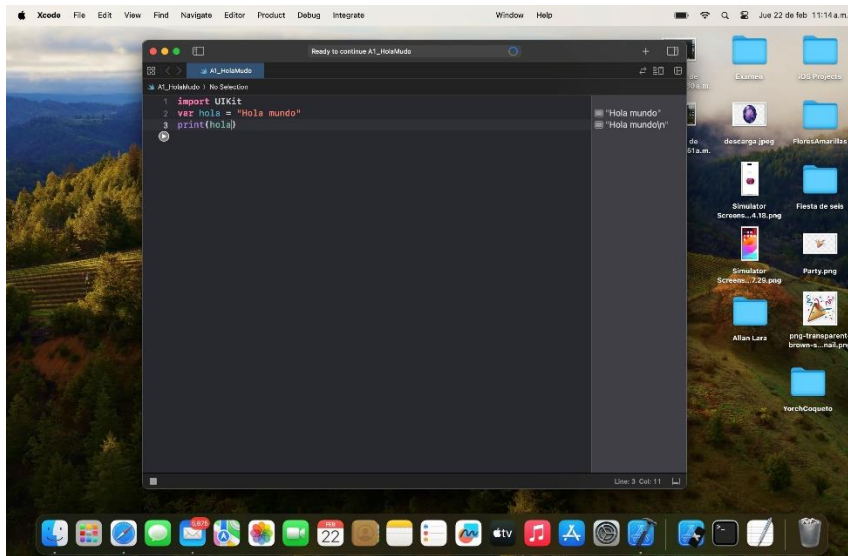 Xcode File Edit View Find Navigate Editor Product Debug Integrate Window Help Jue 22 de feb 11:14 a.m.
Ready to continue A1_HolaMudo
A1_HolaMudo
A1_HolaMudo 〉 No Selection
1 import UIKit
2 var hola = "Hola mundo"
3 print(hola)
"Hola mundo"
"Hola mundo\n"
Line: 3 Col: 11
de
a.m.
Examen
iOS Projects
de
51a.m.
descarga.jpeg
FloresAmarillas
Simulator
Screens...4.18.png
Fiesta de seis
Simulator
Screens...7.29.png
Party.png
Allan Lara
png-transparent-
brown-s...nail.png
YorchCoqueto
FEB
22
tv